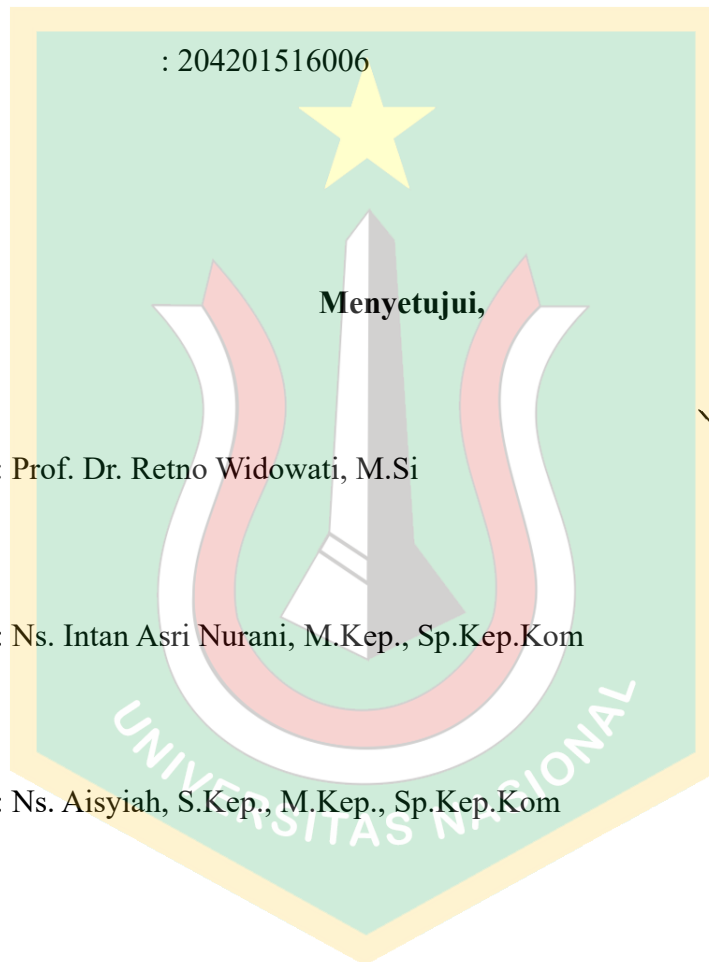 : 204201516006
Menyetujui,
: Prof. Dr. Retno Widowati, M.Si
: Ns. Intan Asri Nurani, M.Kep., Sp.Kep.Kom
: Ns. Aisyiah, S.Kep., M.Kep., Sp.Kep.Kom
UNIVERSITAS NASIONAL